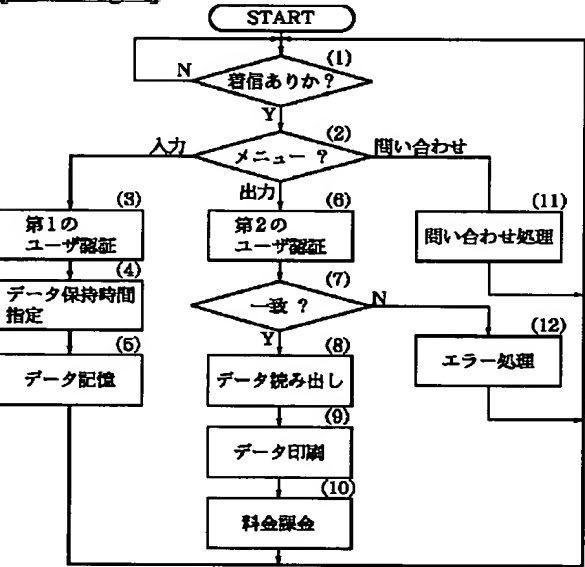 START
(1)
着信ありか？
N
Y
(2)
入力
メニュー ？
問い合わせ
出力
(3)
第1の
ユーザ認証
(6)
第2の
ユーザ認証
(11)
問い合わせ処理
(4)
データ保持時間
指定
(7)
一致？
N
Y
(5)
データ記憶
(8)
データ読み出し
(12)
エラー処理
(9)
データ印刷
(10)
料金課金